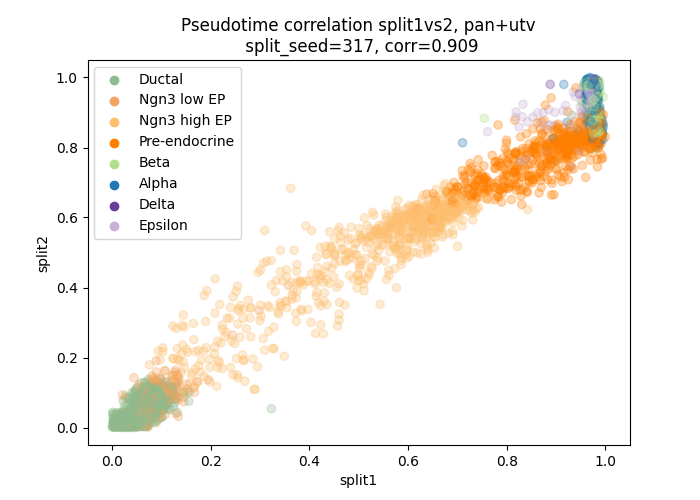 Pseudotime correlation split1vs2, pan+utv
split_seed=317, corr=0.909
Ductal
Ngn3 low EP
Ngn3 high EP
Pre-endocrine
Beta
Alpha
Delta
Epsilon
1.0
0.8
0.6
0.4
0.2
0.0
split2
0.0 0.2 0.4 0.6 0.8 1.0
split1